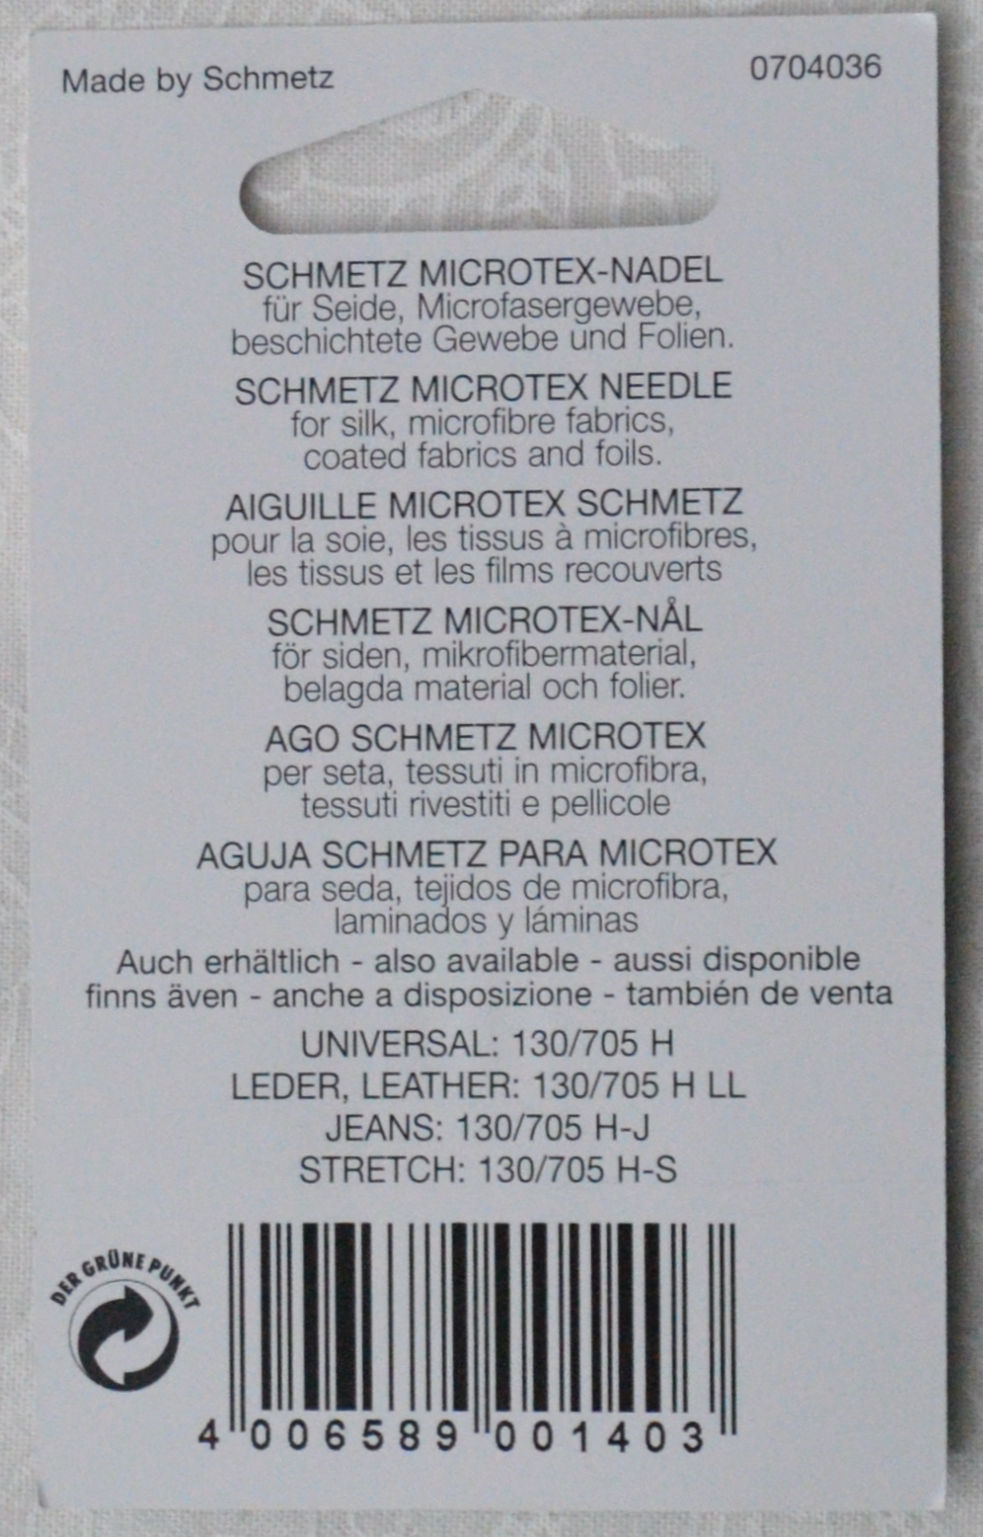 Made by Schmetz
0704036
SCHMETZ MICROTEX-NADEL
für Seide, Microfasergewebe,
beschichtete Gewebe und Folien.
SCHMETZ MICROTEX NEEDLE
for silk, microfibre fabrics,
coated fabrics and foils.
AIGUILLE MICROTEX SCHMETZ
pour la soie, les tissus à microfibres,
les tissus et les films recouverts
SCHMETZ MICROTEX-NÅL
för siden, mikrofibermaterial,
belagda material och folier.
AGO SCHMETZ MICROTEX
per seta, tessuti in microfibra,
tessuti rivestiti e pellicole
AGUJA SCHMETZ PARA MICROTEX
para seda, tejidos de microfibra,
laminados y láminas
Auch erhältlich - also available - aussi disponible
finns även - anche a disposizione - también de venta
UNIVERSAL: 130/705 H
LEDER, LEATHER: 130/705 H LL
JEANS: 130/705 H-J
STRETCH: 130/705 H-S
DER GRÜNE PUNKT
4 006589 001403